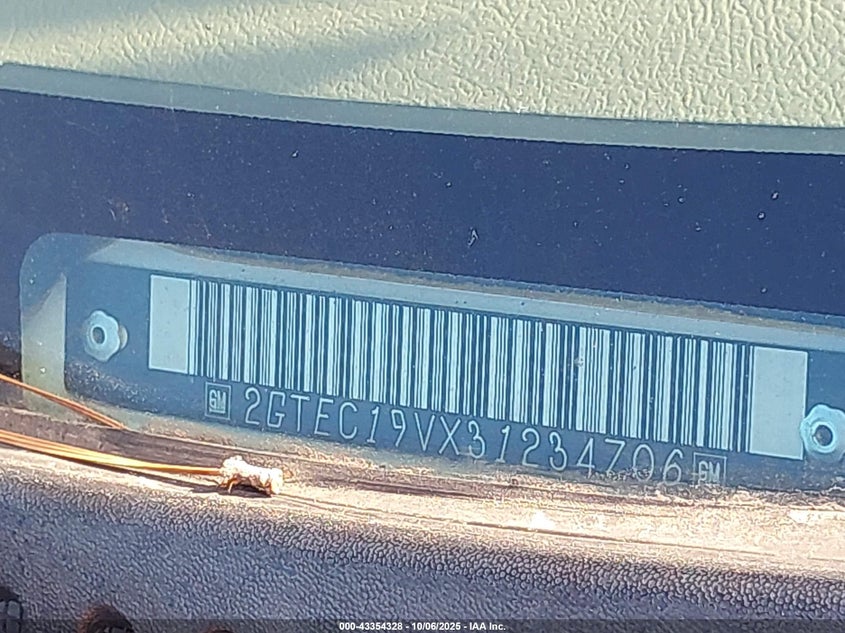 GM 2GTEC19VX31234706 GM
000-43354328 - 10/06/2025 - IAA Inc.